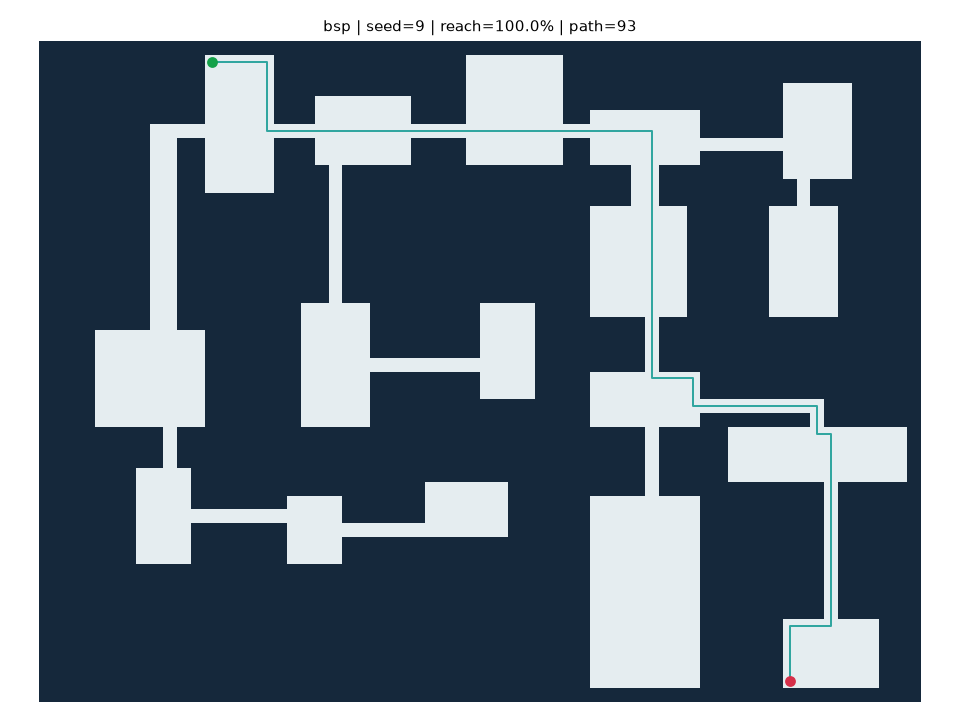 bsp | seed=9 | reach=100.0% | path=93